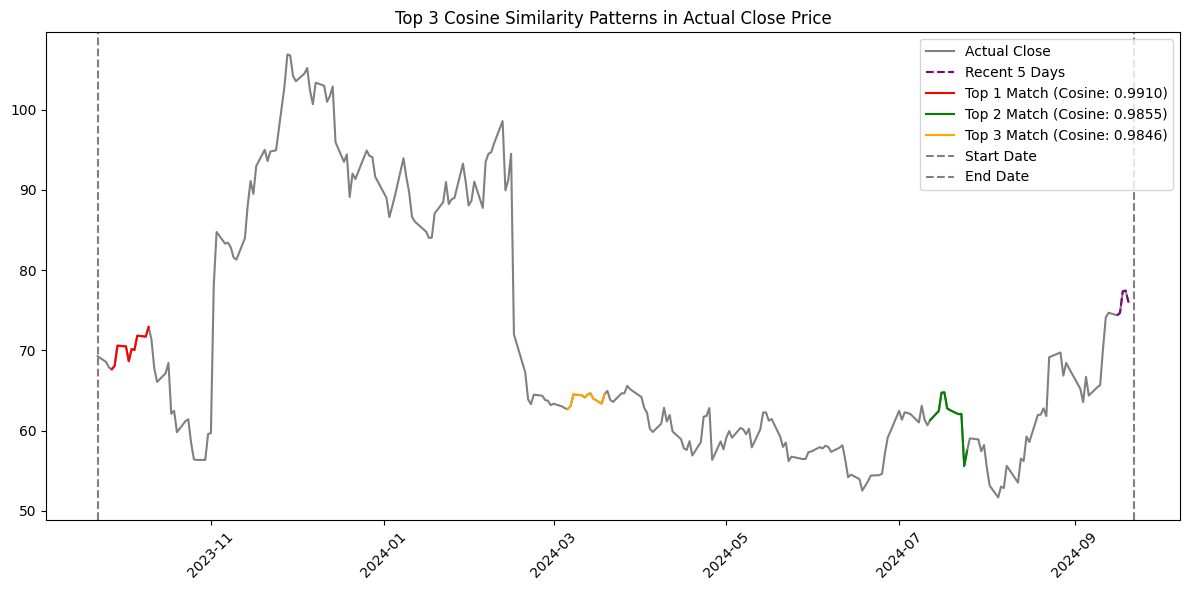 Top 3 Cosine Similarity Patterns in Actual Close Price
Actual Close
Recent 5 Days
Top 1 Match (Cosine: 0.9910)
Top 2 Match (Cosine: 0.9855)
Top 3 Match (Cosine: 0.9846)
Start Date
End Date
100
90
80
70
60
50
2023-11
2024-01
2024-03
2024-05
2024-07
2024-09